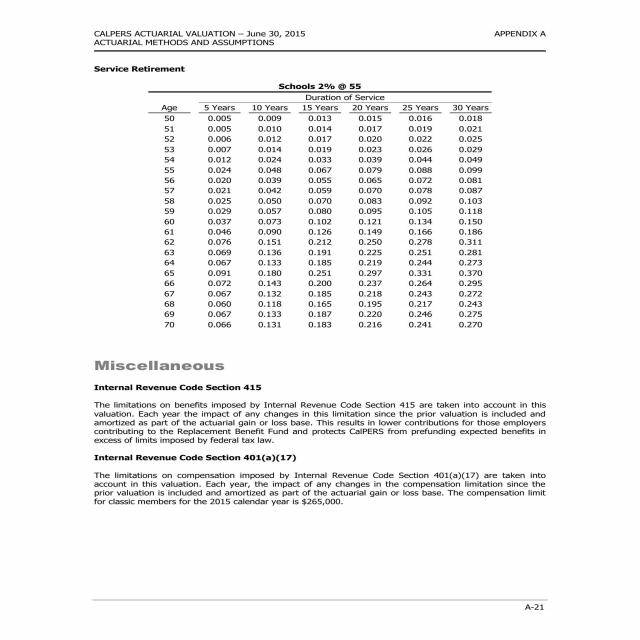 CALPERS ACTUARIAL VALUATION – June 30, 2015 APPENDIX A
ACTUARIAL METHODS AND ASSUMPTIONS
Service Retirement
Schools 2% @ 55
Duration of Service
Age 5 Years 10 Years 15 Years 20 Years 25 Years 30 Years
50 0.005 0.009 0.013 0.015 0.016 0.018
51 0.005 0.010 0.014 0.017 0.019 0.021
52 0.006 0.012 0.017 0.020 0.022 0.025
53 0.007 0.014 0.019 0.023 0.026 0.029
54 0.012 0.024 0.033 0.039 0.044 0.049
55 0.024 0.048 0.067 0.079 0.088 0.099
56 0.020 0.039 0.055 0.065 0.072 0.081
57 0.021 0.042 0.059 0.070 0.078 0.087
58 0.025 0.050 0.070 0.083 0.092 0.103
59 0.029 0.057 0.080 0.095 0.105 0.118
60 0.037 0.073 0.102 0.121 0.134 0.150
61 0.046 0.090 0.126 0.149 0.166 0.186
62 0.076 0.151 0.212 0.250 0.278 0.311
63 0.069 0.136 0.191 0.225 0.251 0.281
64 0.067 0.133 0.185 0.219 0.244 0.273
65 0.091 0.180 0.251 0.297 0.331 0.370
66 0.072 0.143 0.200 0.237 0.264 0.295
67 0.067 0.132 0.185 0.218 0.243 0.272
68 0.060 0.118 0.165 0.195 0.217 0.243
69 0.067 0.133 0.187 0.220 0.246 0.275
70 0.066 0.131 0.183 0.216 0.241 0.270
Miscellaneous
Internal Revenue Code Section 415
The limitations on benefits imposed by Internal Revenue Code Section 415 are taken into account in this
valuation. Each year the impact of any changes in this limitation since the prior valuation is included and
amortized as part of the actuarial gain or loss base. This results in lower contributions for those employers
contributing to the Replacement Benefit Fund and protects CalPERS from prefunding expected benefits in
excess of limits imposed by federal tax law.
Internal Revenue Code Section 401(a)(17)
The limitations on compensation imposed by Internal Revenue Code Section 401(a)(17) are taken into
account in this valuation. Each year, the impact of any changes in the compensation limitation since the
prior valuation is included and amortized as part of the actuarial gain or loss base. The compensation limit
for classic members for the 2015 calendar year is $265,000.
A-21